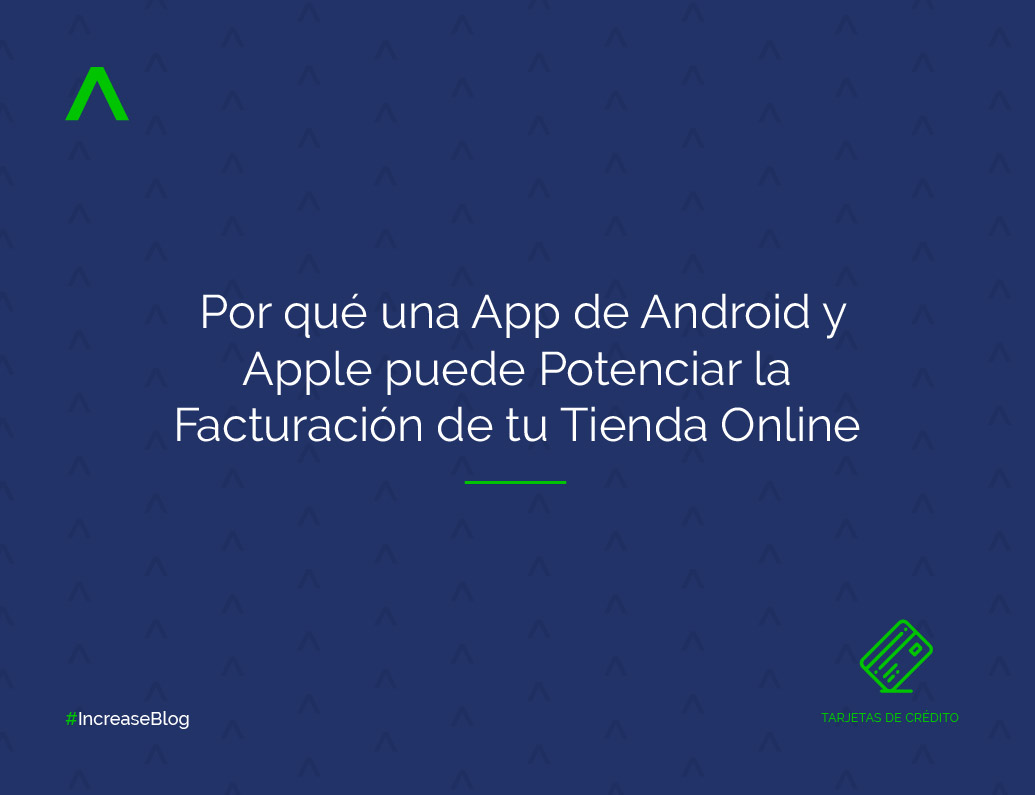 Por qué una App de Android y
Apple puede Potenciar la
Facturación de tu Tienda Online
#IncreaseBlog
TARJETAS DE CRÉDITO